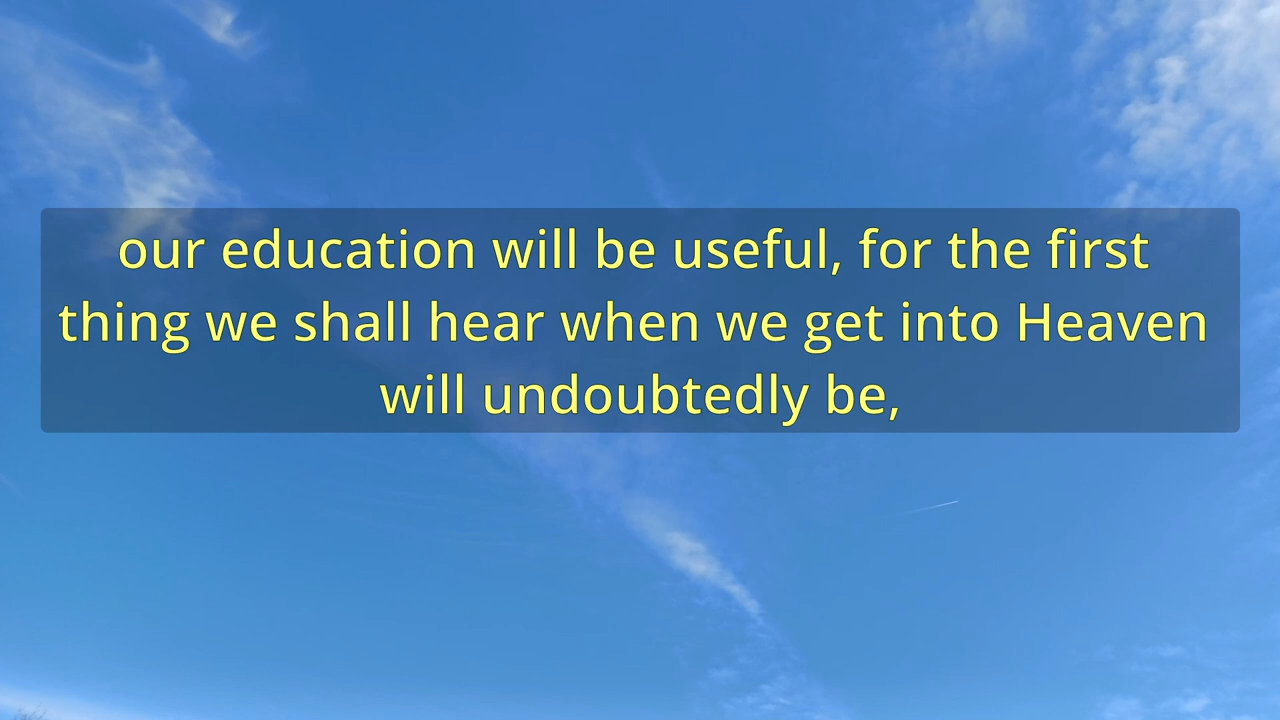 our education will be useful, for the first
thing we shall hear when we get into Heaven
will undoubtedly be,